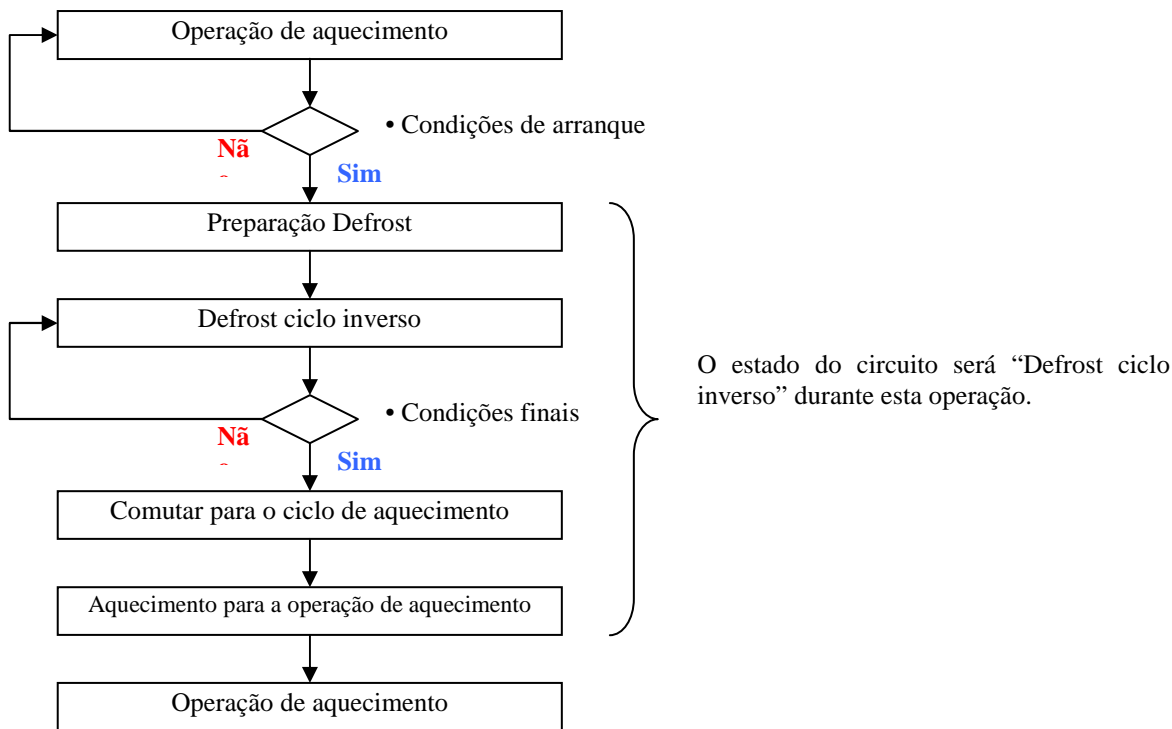 Operação de aquecimento
• Condições de arranque
Nã
Sim
Preparação Defrost
Defrost ciclo inverso
O estado do circuito será “Defrost ciclo
inverso” durante esta operação.
• Condições finais
Nã
Sim
Comutar para o ciclo de aquecimento
Aquecimento para a operação de aquecimento
Operação de aquecimento